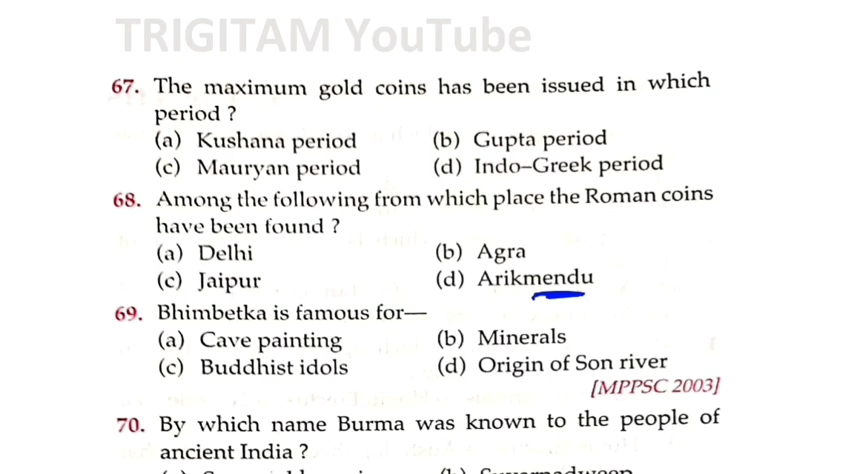 TRIGITAM YouTube
67. The maximum gold coins has been issued in which
period ?
(a) Kushana period (b) Gupta period
(c) Mauryan period (d) Indo–Greek period
68. Among the following from which place the Roman coins
have been found ?
(a) Delhi (b) Agra
(c) Jaipur (d) Arikmendu
69. Bhimbetka is famous for—
(a) Cave painting (b) Minerals
(c) Buddhist idols (d) Origin of Son river
[MPPSC 2003]
70. By which name Burma was known to the people of
ancient India ?